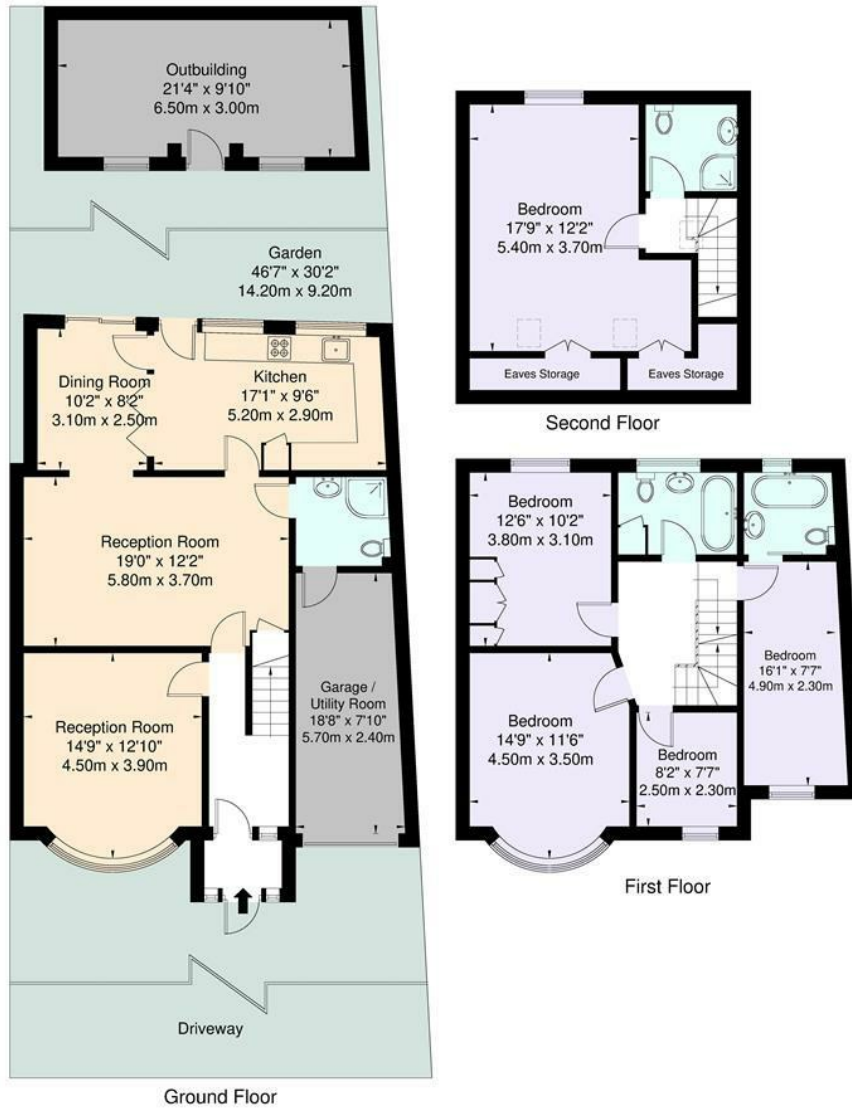 Outbuilding
21'4" x 9'10"
6.50m x 3.00m
Garden
46'7" x 30'2"
14.20m x 9.20m
Dining Room
10'2" x 8'2"
3.10m x 2.50m
Kitchen
17'1" x 9'6"
5.20m x 2.90m
Reception Room
19'0" x 12'2"
5.80m x 3.70m
Reception Room
14'9" x 12'10"
4.50m x 3.90m
Garage /
Utility Room
18'8" x 7'10"
5.70m x 2.40m
Driveway
Ground Floor
Bedroom
17'9" x 12'2"
5.40m x 3.70m
Eaves Storage
Eaves Storage
Second Floor
Bedroom
12'6" x 10'2"
3.80m x 3.10m
Bedroom
16'1" x 7'7"
4.90m x 2.30m
Bedroom
14'9" x 11'6"
4.50m x 3.50m
Bedroom
8'2" x 7'7"
2.50m x 2.30m
First Floor